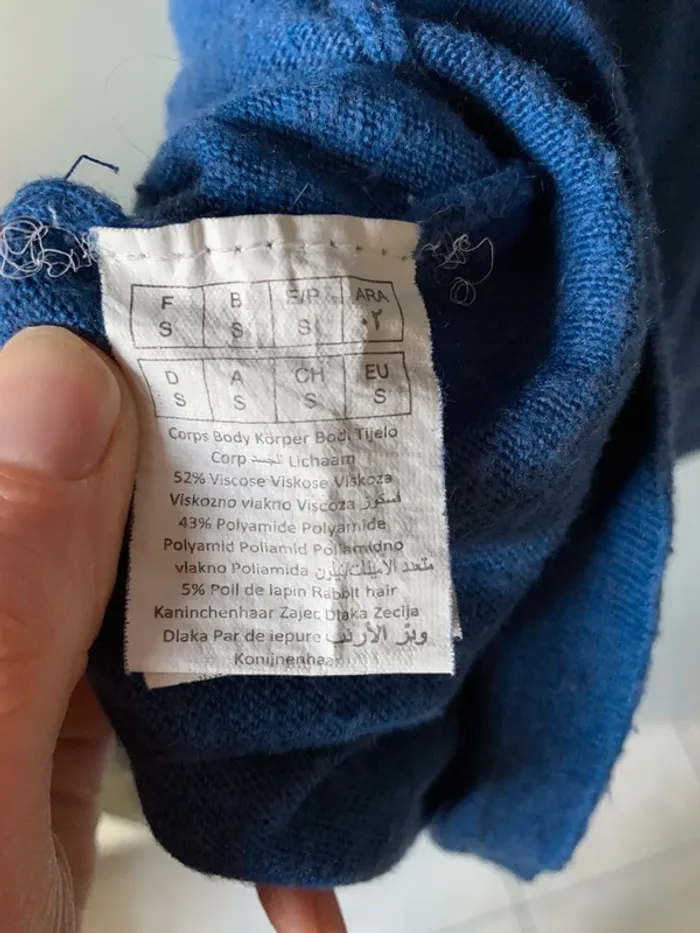 F B E/P ARA
S S S ٠٢
D A CH EU
S S S S
Corps Body Körper Bodi Tijelo
Corp الجسد Lichaam
52% Viscose Viskose Viskoza
Viskozno vlakno Viscoza فسكوز
43% Polyamide Polyamide
Polyamid Poliamid Poliamidno
vlakno Poliamida متعدد الأمينات/نيلون
5% Poil de lapin Rabbit hair
Kaninchenhaar Zajec Dlaka Zecija
Dlaka Par de iepure وبر الأرنب
Konijnenhaar